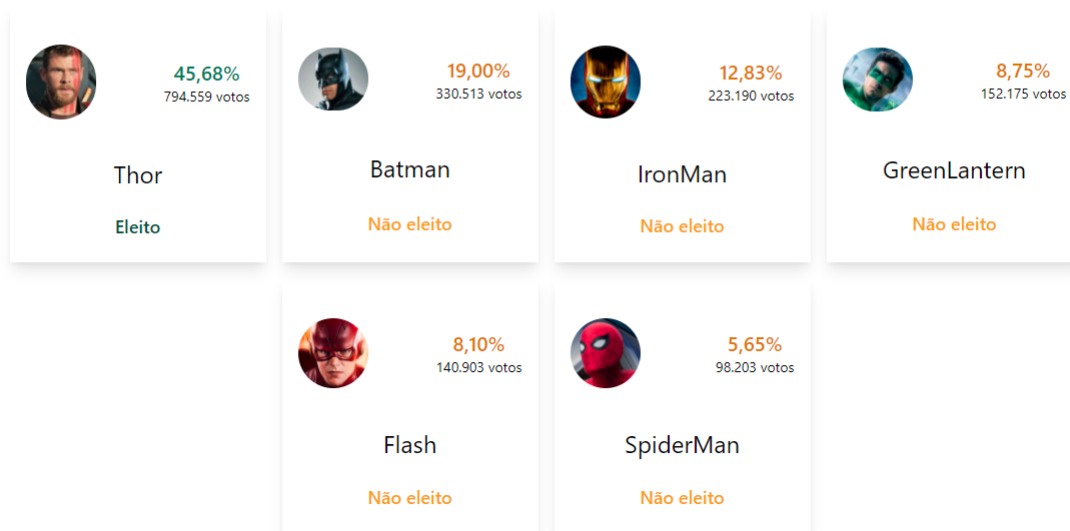 45,68%
794.559 votos
Thor
Eleito
19,00%
330.513 votos
Batman
Não eleito
12,83%
223.190 votos
IronMan
Não eleito
8,75%
152.175 votos
GreenLantern
Não eleito
8,10%
140.903 votos
Flash
Não eleito
5,65%
98.203 votos
SpiderMan
Não eleito